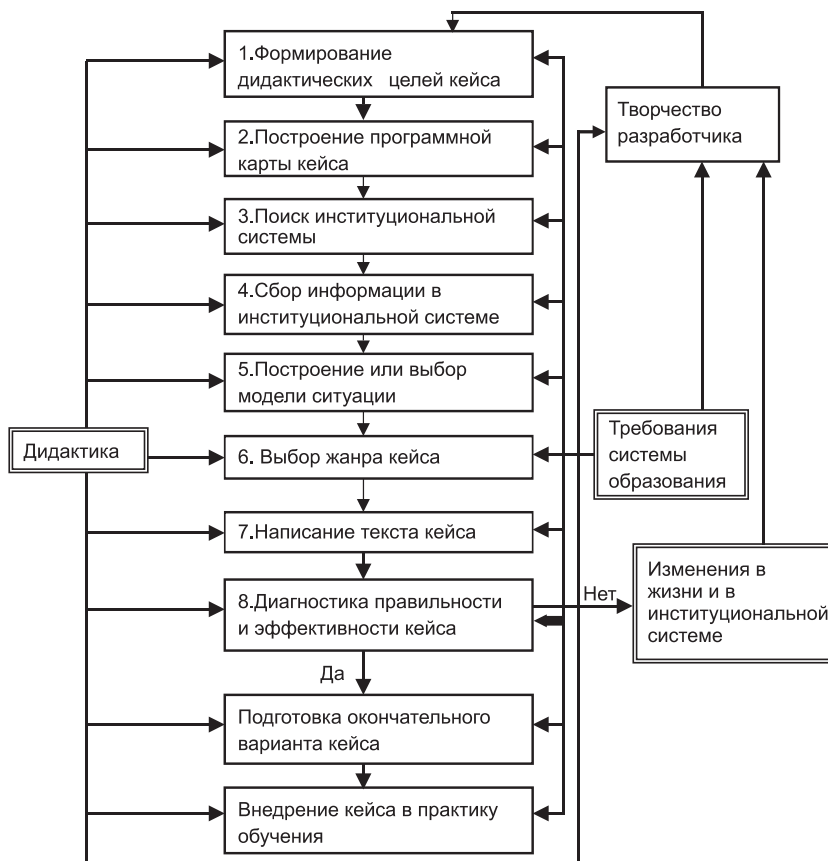 1.Формирование
дидактических целей кейса
Творчество
разработчика
2.Построение программной
карты кейса
3.Поиск институциональной
системы
4.Сбор информации в
институциональной системе
5.Построение или выбор
модели ситуации
Дидактика
6. Выбор жанра кейса
Требования
системы
образования
7.Написание текста кейса
8.Диагностика правильности
и эффективности кейса
Нет
Изменения в
жизни и в
институциональной
системе
Да
Подготовка окончательного
варианта кейса
Внедрение кейса в практику
обучения